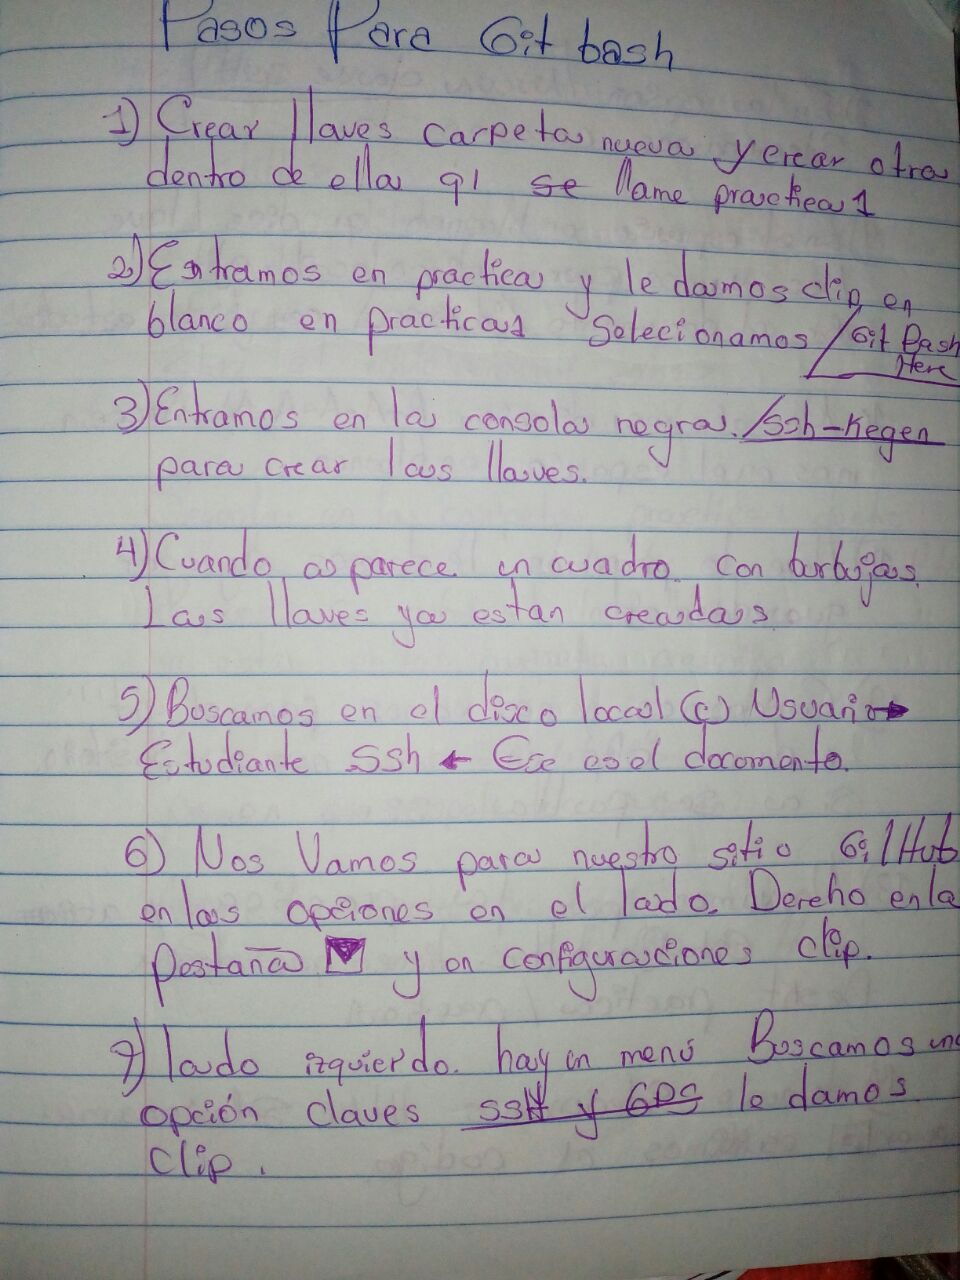 Pasos Para Git bash
1) Crear llaves carpeta nueva y crear otra
dentro de ella q' se llame practica 1
2) Entramos en practica y le damos clip en
blanco en practica1 Selecionamos / Git Bash
Here
3) Entramos en la consola negra. /Ssh-Kegen
para crear las llaves.
4) Cuando aparece un cuadro con burbujas.
Las llaves ya estan creadas
5) Buscamos en el disco local (C) Usuario →
Estudiante SSh ← Ese es el documento.
6) Nos Vamos para nuestro sitio GitHub
en las opciones en el lado. Derecho en la
Pestaña y en configuraciones clip.
7) lado izquierdo. hay un menú Buscamos una
opción claves SSH y GPG le damos
clip.